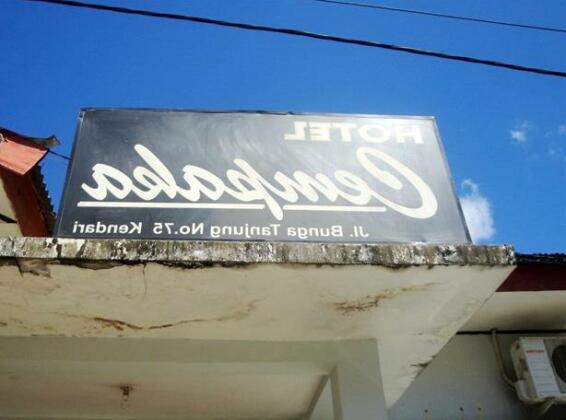 HOTEL
Cempaka
Jl. Bunga Tanjung No.75 Kendari